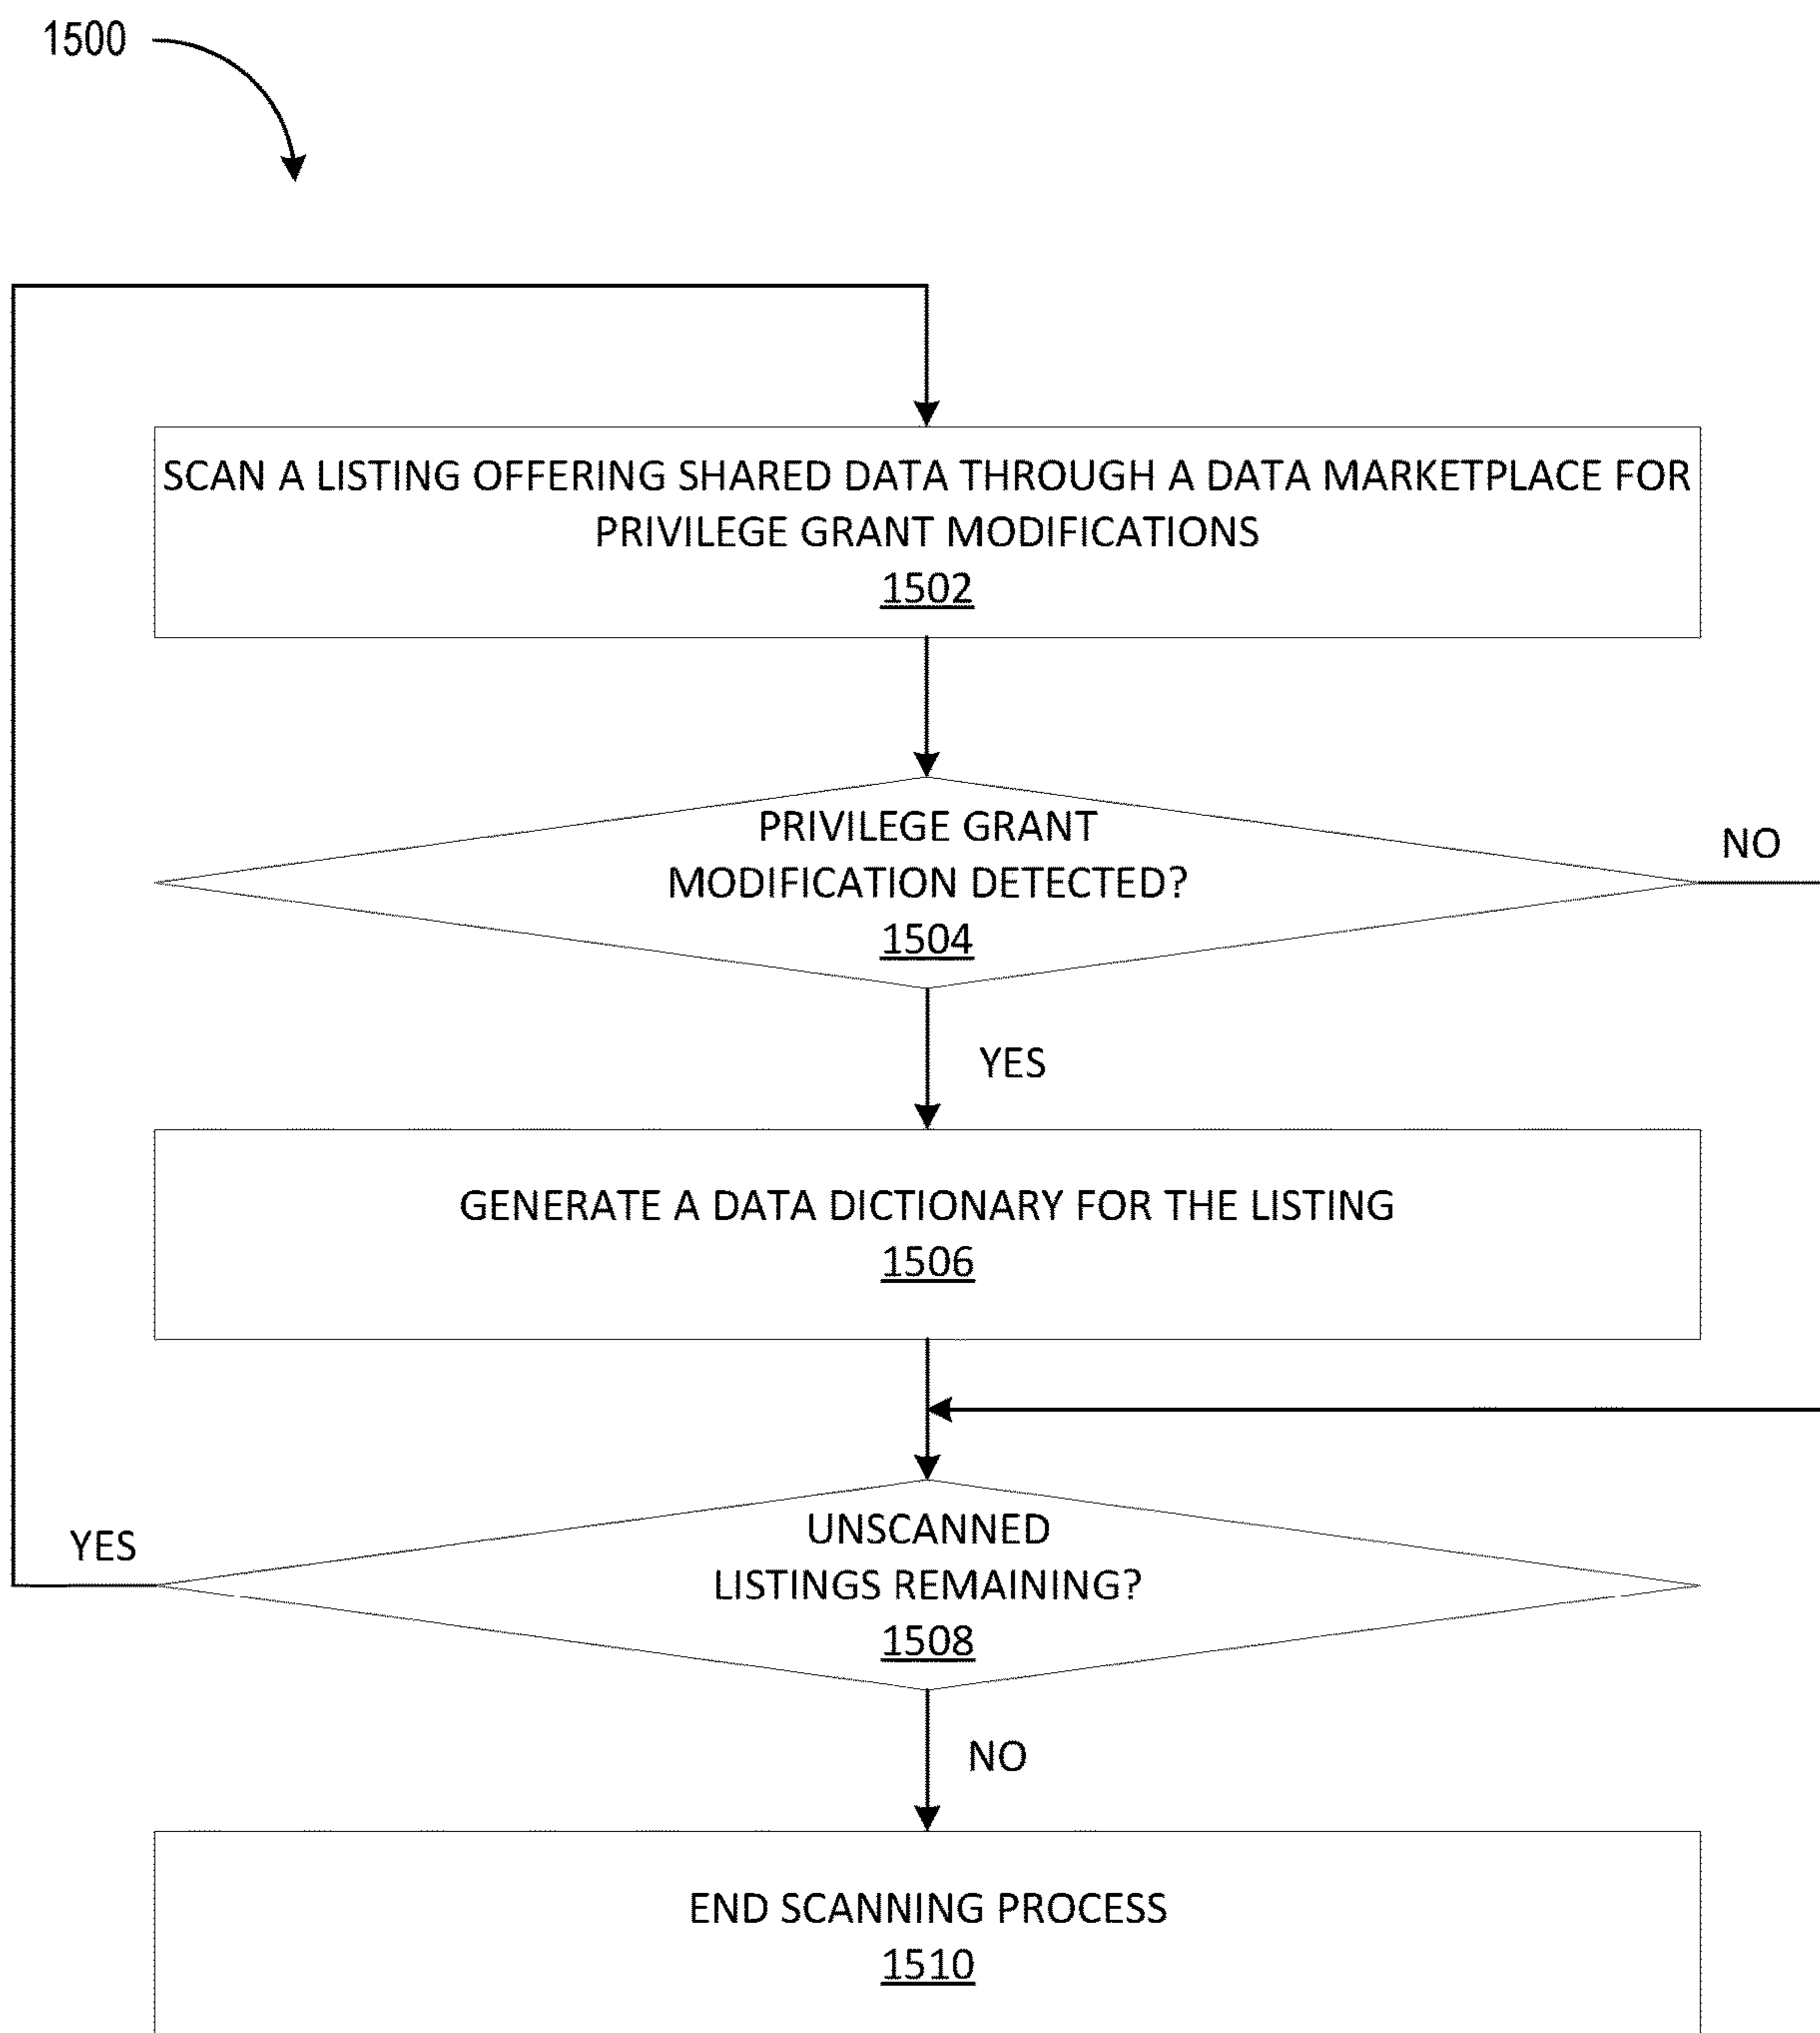 1500
SCAN A LISTING OFFERING SHARED DATA THROUGH A DATA MARKETPLACE FOR
PRIVILEGE GRANT MODIFICATIONS
1502
PRIVILEGE GRANT
MODIFICATION DETECTED?
1504
NO
YES
GENERATE A DATA DICTIONARY FOR THE LISTING
1506
UNSCANNED
LISTINGS REMAINING?
1508
YES
NO
END SCANNING PROCESS
1510